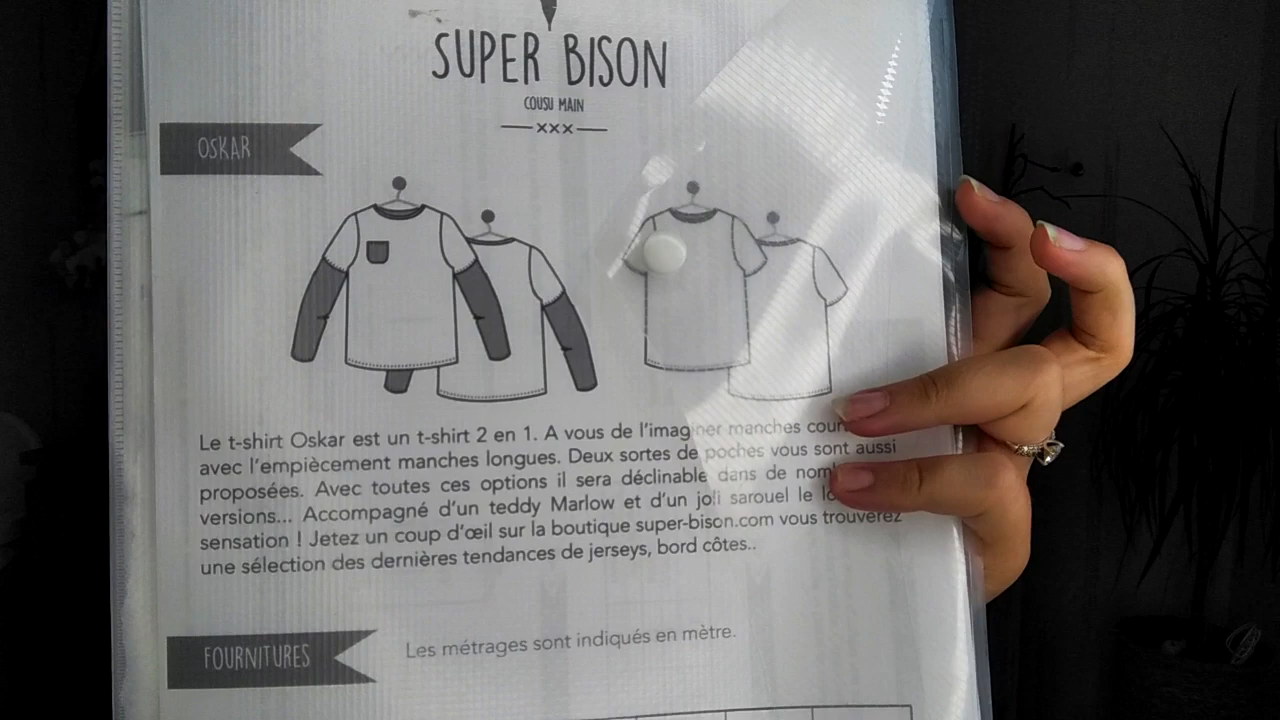 SUPER BISON
COUSU MAIN
xxx
OSKAR
Le t-shirt Oskar est un t-shirt 2 en 1. A vous de l'imaginer manches
avec l'empiècement manches longues. Deux sortes de poches vous sont aussi
proposées. Avec toutes ces options il sera déclinable dans de
versions... Accompagné d'un teddy Marlow et d'un joli sarouel le
sensation ! Jetez un coup d'œil sur la boutique super-bison.com vous trouverez
une sélection des dernières tendances de jerseys, bord côtes..
FOURNITURES
Les métrages sont indiqués en mètre.